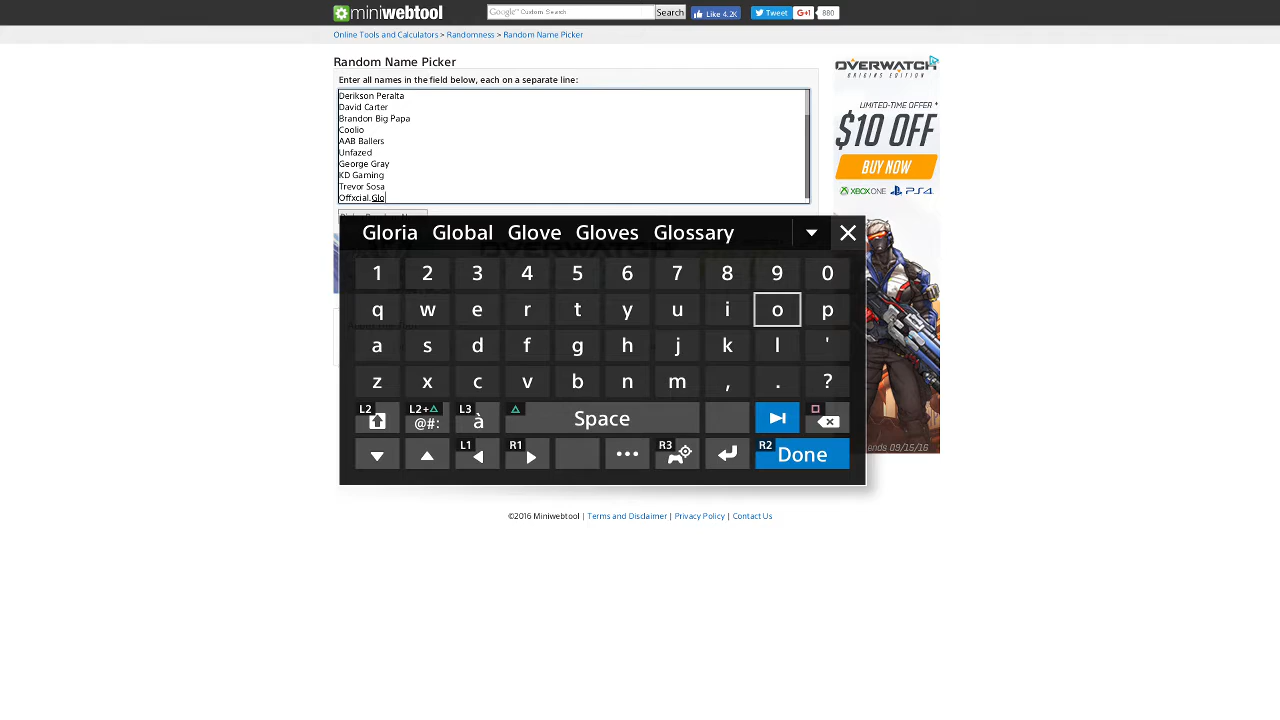 miniwebtool
Google™ Custom Search
Search
Like 4.2K
Tweet
G+1
880
Online Tools and Calculators > Randomness > Random Name Picker
Random Name Picker
Enter all names in the field below, each on a separate line:
Derikson Peralta
David Carter
Brandon Big Papa
Coolio
AAB Ballers
Unfazed
George Gray
KD Gaming
Trevor Sosa
Offxcial.Glo
OVERWATCH
ORIGINS EDITION
LIMITED-TIME OFFER *
$10 OFF
BUY NOW
XBOX ONE PS4
ends 09/15/16
Gloria Global Glove Gloves Glossary
1 2 3 4 5 6 7 8 9 0
q w e r t y u i o p
a s d f g h j k l '
z x c v b n m , . ?
L2 L2+△ @#: L3 à △ Space
L1 R1 ••• R3 R2 Done
©2016 Miniwebtool | Terms and Disclaimer | Privacy Policy | Contact Us